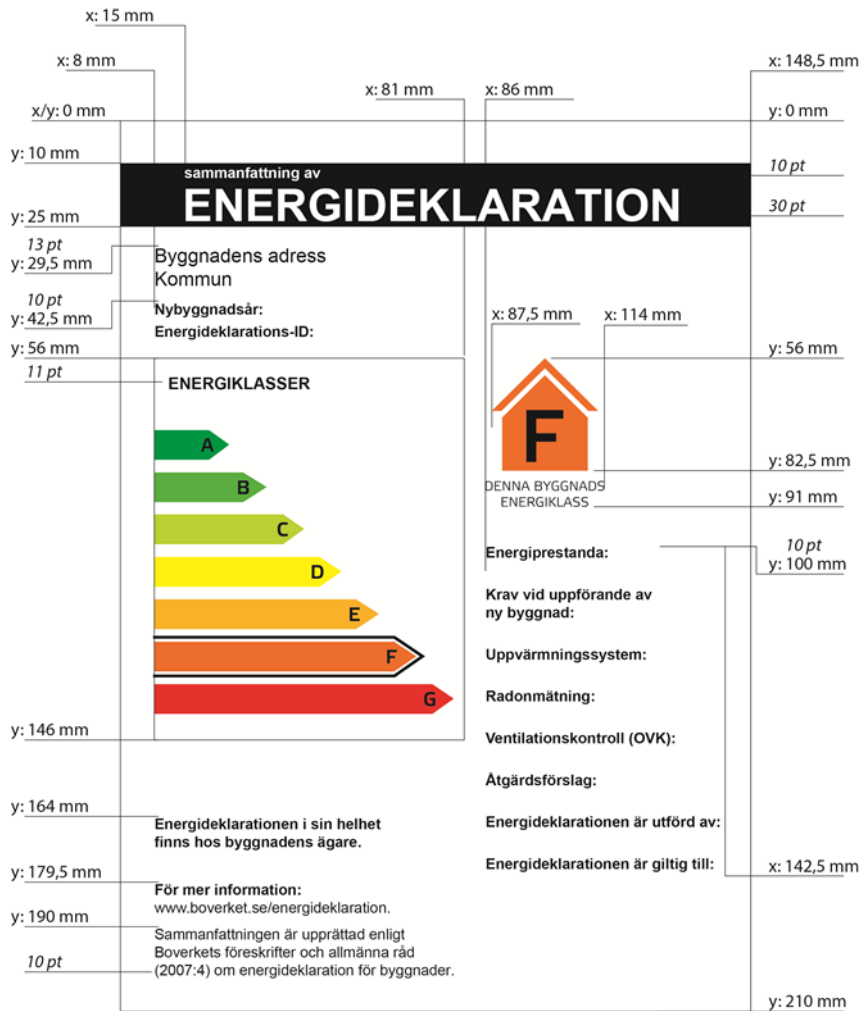 x: 15 mm
x: 8 mm
x: 148,5 mm
x: 81 mm
x: 86 mm
x/y: 0 mm
y: 0 mm
y: 10 mm
sammanfattning av
10 pt
ENERGIDEKLARATION
30 pt
y: 25 mm
13 pt
y: 29,5 mm
Byggnadens adress
Kommun
10 pt
y: 42,5 mm
Nybyggnadsår:
Energideklarations-ID:
x: 87,5 mm
x: 114 mm
y: 56 mm
y: 56 mm
11 pt
ENERGIKLASSER
A
B
C
D
E
F
G
F
y: 82,5 mm
DENNA BYGGNADS
ENERGIKLASS
y: 91 mm
Energiprestanda:
10 pt
y: 100 mm
Krav vid uppförande av
ny byggnad:
Uppvärmningssystem:
Radonmätning:
Ventilationskontroll (OVK):
Åtgärdsförslag:
Energideklarationen är utförd av:
Energideklarationen är giltig till:
x: 142,5 mm
y: 146 mm
y: 164 mm
Energideklarationen i sin helhet
finns hos byggnadens ägare.
y: 179,5 mm
För mer information:
www.boverket.se/energideklaration.
y: 190 mm
Sammanfattningen är upprättad enligt
Boverkets föreskrifter och allmänna råd
(2007:4) om energideklaration för byggnader.
10 pt
y: 210 mm